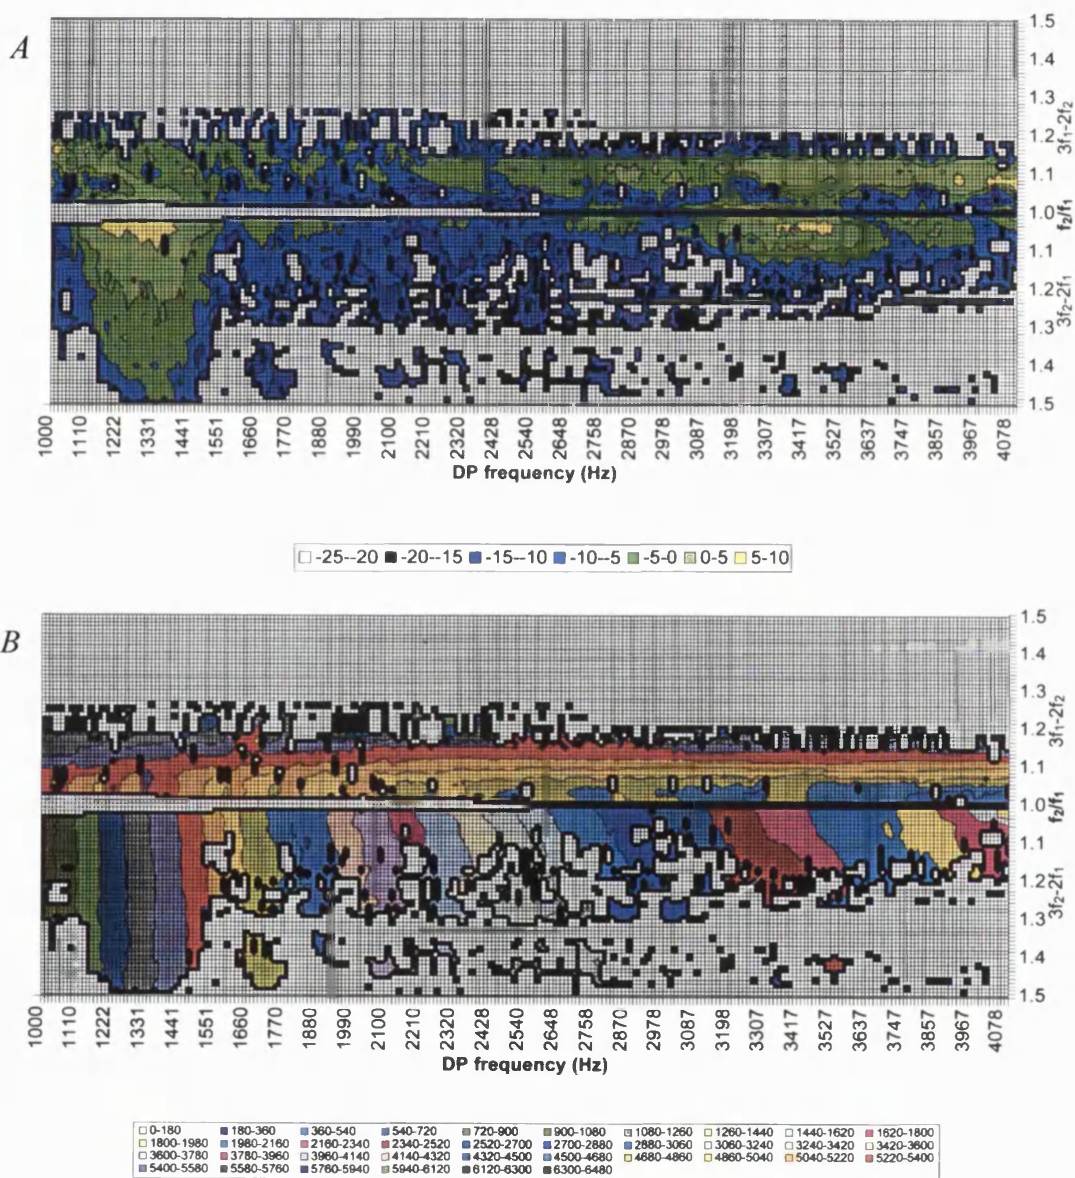 A
1.5
1.4
1.3
1.2
1.1
1.0
1.1
1.2
1.3
1.4
1.5
3f1-2f2
f2/f1
3f2-2f1
1000 1110 1222 1331 1441 1551 1660 1770 1880 1990 2100 2210 2320 2428 2540 2648 2758 2870 2978 3087 3198 3307 3417 3527 3637 3747 3857 3967 4078
DP frequency (Hz)
-25--20 -20--15 -15--10 -10--5 -5-0 0-5 5-10
B
1.5
1.4
1.3
1.2
1.1
1.0
1.1
1.2
1.3
1.4
1.5
3f1-2f2
f2/f1
3f2-2f1
1000 1110 1222 1331 1441 1551 1660 1770 1880 1990 2100 2210 2320 2428 2540 2648 2758 2870 2978 3087 3198 3307 3417 3527 3637 3747 3857 3967 4078
DP frequency (Hz)
0-180 180-360 360-540 540-720 720-900 900-1080 1080-1260 1260-1440 1440-1620 1620-1800
1800-1980 1980-2160 2160-2340 2340-2520 2520-2700 2700-2880 2880-3060 3060-3240 3240-3420 3420-3600
3600-3780 3780-3960 3960-4140 4140-4320 4320-4500 4500-4680 4680-4860 4860-5040 5040-5220 5220-5400
5400-5580 5580-5760 5760-5940 5940-6120 6120-6300 6300-6480